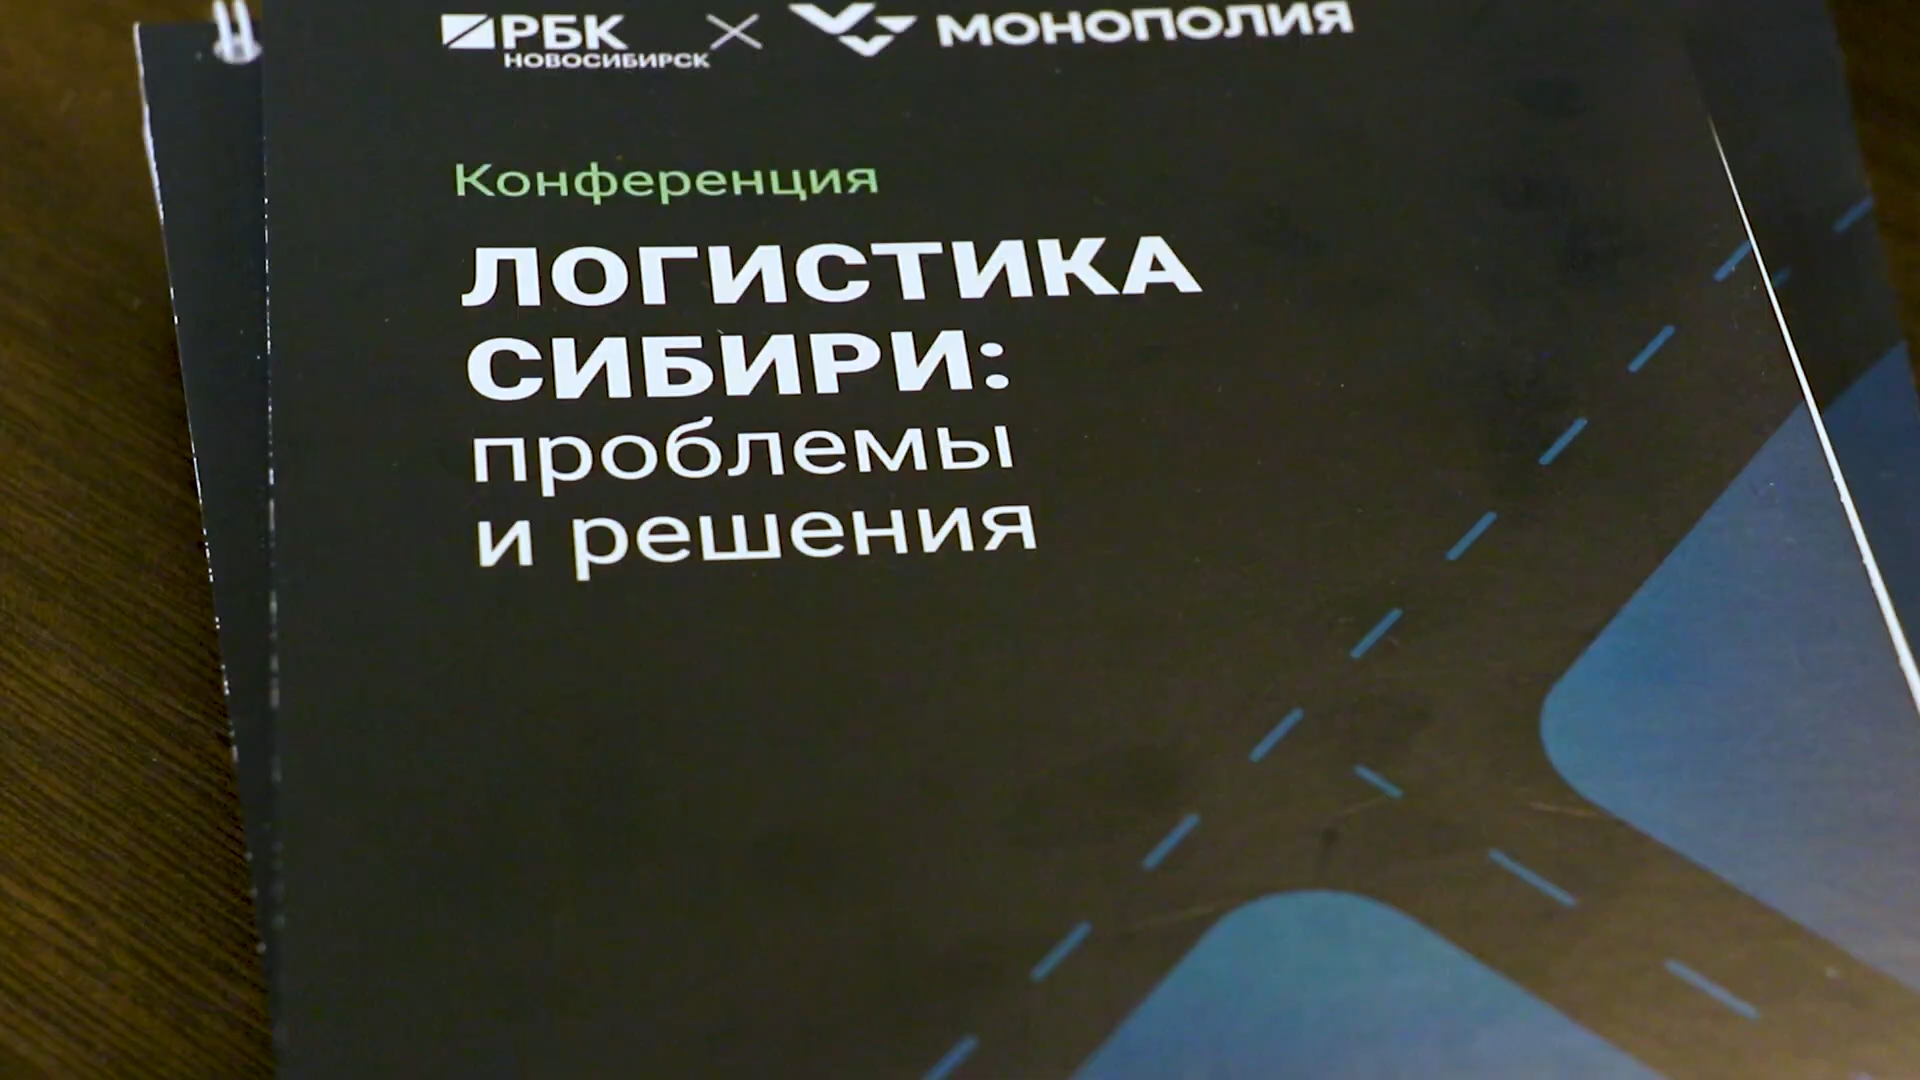 РБК
НОВОСИБИРСК
МОНОПОЛИЯ
Конференция
ЛОГИСТИКА
СИБИРИ:
проблемы
и решения